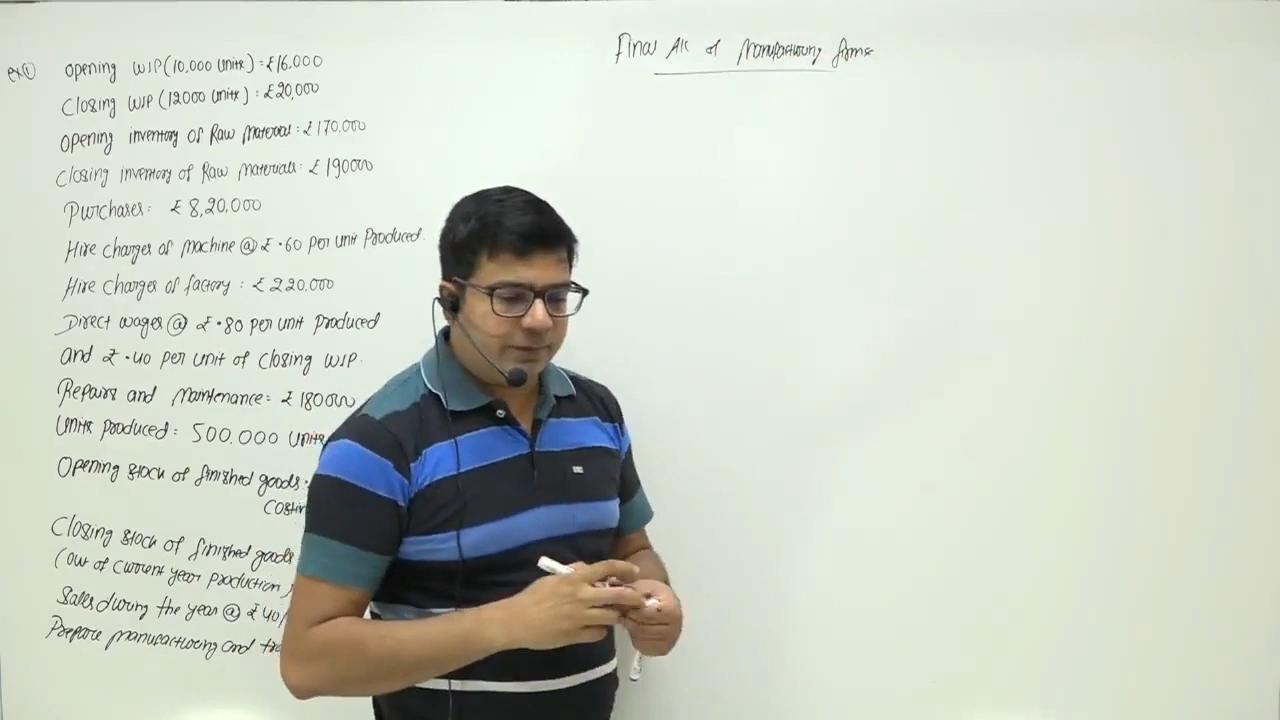 Final A/c of Manufacturing firms
ex①
Opening WIP (10,000 Units) = ₹16,000
Closing WIP (12000 Units) : ₹20,000
Opening inventory of Raw Material : ₹170,000
Closing inventory of Raw Materials : ₹190000
Purchases : ₹8,20,000
Hire charges of machine @ ₹.60 per unit Produced.
Hire charges of factory : ₹220,000
Direct wages @ ₹.80 per unit produced
and ₹.40 per unit of Closing WIP.
Repairs and Maintenance = ₹180000
Units produced : 500.000 Units
Opening stock of finished goods :
Closing stock of finished goods
(out of current year production
Sales during the year @ ₹40/
Prepare manufacturing and